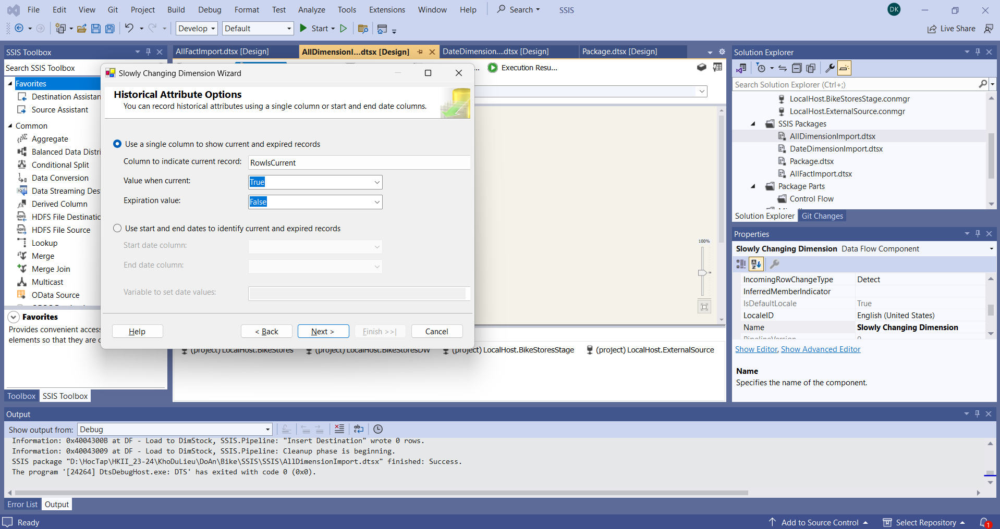 File Edit View Git Project Build Debug Format Test Analyze Tools Extensions Window Help Search SSIS DK
Develop Default Start Live Share
SSIS Toolbox
Search SSIS Toolbox
Favorites
Destination Assistan
Source Assistant
Common
Aggregate
Balanced Data Distri
Conditional Split
Data Conversion
Data Streaming Des
Derived Column
HDFS File Destinatic
HDFS File Source
Lookup
Merge
Merge Join
Multicast
OData Source
Favorites
Provides convenient access
elements so that they are
Toolbox SSIS Toolbox
AllFactImport.dtsx [Design] AllDimensionI...dtsx [Design] DateDimension....dtsx [Design] Package.dtsx [Design]
... Execution Resu...
Slowly Changing Dimension Wizard
Historical Attribute Options
You can record historical attributes using a single column or start and end date columns.
Use a single column to show current and expired records
Column to indicate current record: RowIsCurrent
Value when current: True
Expiration value: False
Use start and end dates to identify current and expired records
Start date column:
End date column:
Variable to set date values:
Help < Back Next > Finish >>| Cancel
100%
(project) LocalHost.BikeStores (project) LocalHost.BikeStoresDW (project) LocalHost.BikeStoresStage (project) LocalHost.ExternalSource
Solution Explorer
Search Solution Explorer (Ctrl+;)
LocalHost.BikeStoresStage.conmgr
LocalHost.ExternalSource.conmgr
SSIS Packages
AllDimensionImport.dtsx
DateDimensionImport.dtsx
Package.dtsx
AllFactImport.dtsx
Package Parts
Control Flow
Solution Explorer Git Changes
Properties
Slowly Changing Dimension Data Flow Component
IncomingRowChangeType Detect
InferredMemberIndicator
IsDefaultLocale True
LocaleID English (United States)
Name Slowly Changing Dimension
PipelineVersion 0
Show Editor, Show Advanced Editor
Name
Specifies the name of the component.
Output
Show output from: Debug
Information: 0x4004300B at DF - Load to DimStock, SSIS.Pipeline: "Insert Destination" wrote 0 rows.
Information: 0x40043009 at DF - Load to DimStock, SSIS.Pipeline: Cleanup phase is beginning.
SSIS package "D:\HocTap\HKII_23-24\KhoDuLieu\DoAn\Bike\SSIS\SSIS\AllDimensionImport.dtsx" finished: Success.
The program '[24264] DtsDebugHost.exe: DTS' has exited with code 0 (0x0).
Error List Output
Ready Add to Source Control Select Repository 1